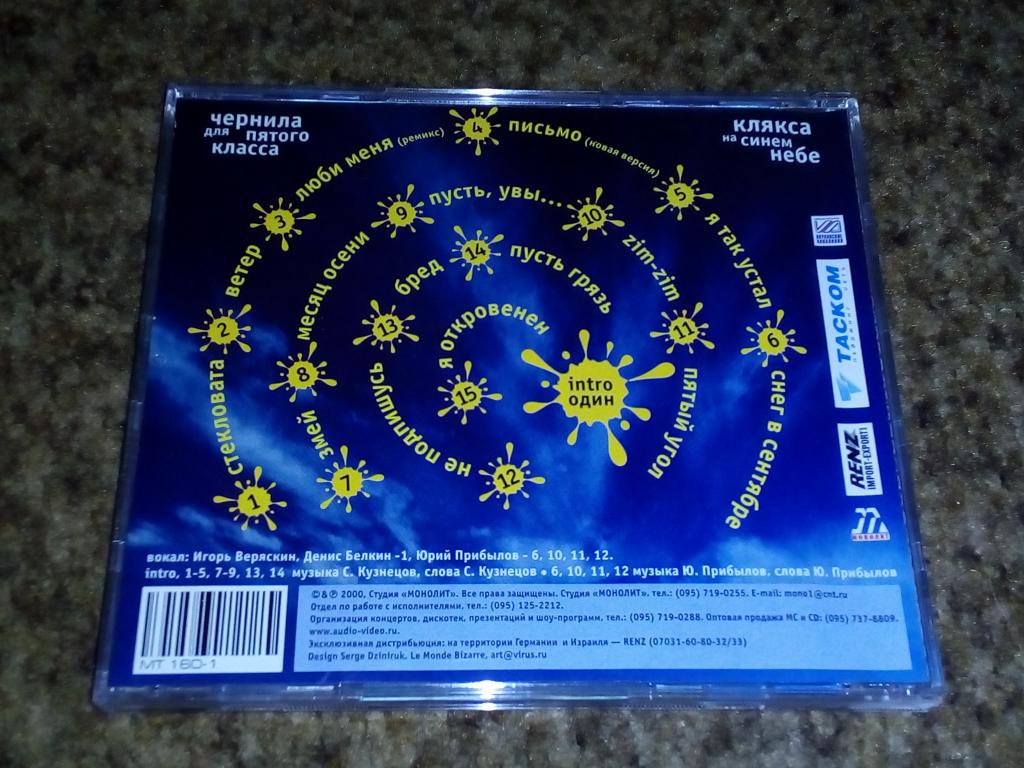 чернила
для пятого
класса
клякса
на синем
небе
intro
один
1 стекловата
2 ветер
3 люби меня (ремикс)
4 письмо (новая версия)
5 я так устал
6 снег в сентябре
7 змей
8 месяц осени
9 пусть, увы...
10 zim-zim
11 пятый угол
12 не подпишусь
13 бред
14 пусть грязь
15 я откровенен
ТАСКОМ
RENZ
IMPORT-EXPORT
МОНОЛИТ
вокал: Игорь Веряскин, Денис Белкин -1, Юрий Прибылов - 6, 10, 11, 12.
intro, 1-5, 7-9, 13, 14 музыка С. Кузнецов, слова С. Кузнецов • 6, 10, 11, 12 музыка Ю. Прибылов, слова Ю. Прибылов
МТ 160-1
© & ℗ 2000, Студия «МОНОЛИТ». Все права защищены. Студия «МОНОЛИТ», тел.: (095) 719-0255. E-mail: mono1@cnt.ru
Отдел по работе с исполнителями, тел.: (095) 125-2212.
Организация концертов, дискотек, презентаций и шоу-программ, тел.: (095) 719-0288. Оптовая продажа МС и CD: (095) 737-8809.
www.audio-video.ru.
Эксклюзивная дистрибьюция: на территории Германии и Израиля — RENZ (07031-60-80-32/33)
Design Serge Dziniruk. Le Monde Bizarre, art@virus.ru